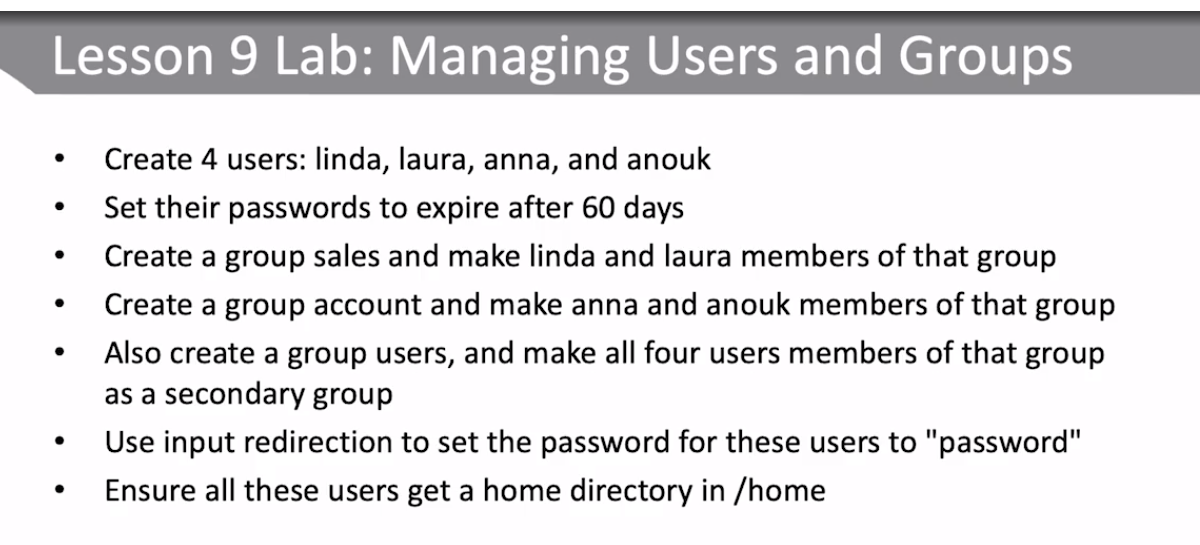 Lesson 9 Lab: Managing Users and Groups
• Create 4 users: linda, laura, anna, and anouk
• Set their passwords to expire after 60 days
• Create a group sales and make linda and laura members of that group
• Create a group account and make anna and anouk members of that group
• Also create a group users, and make all four users members of that group
as a secondary group
• Use input redirection to set the password for these users to "password"
• Ensure all these users get a home directory in /home